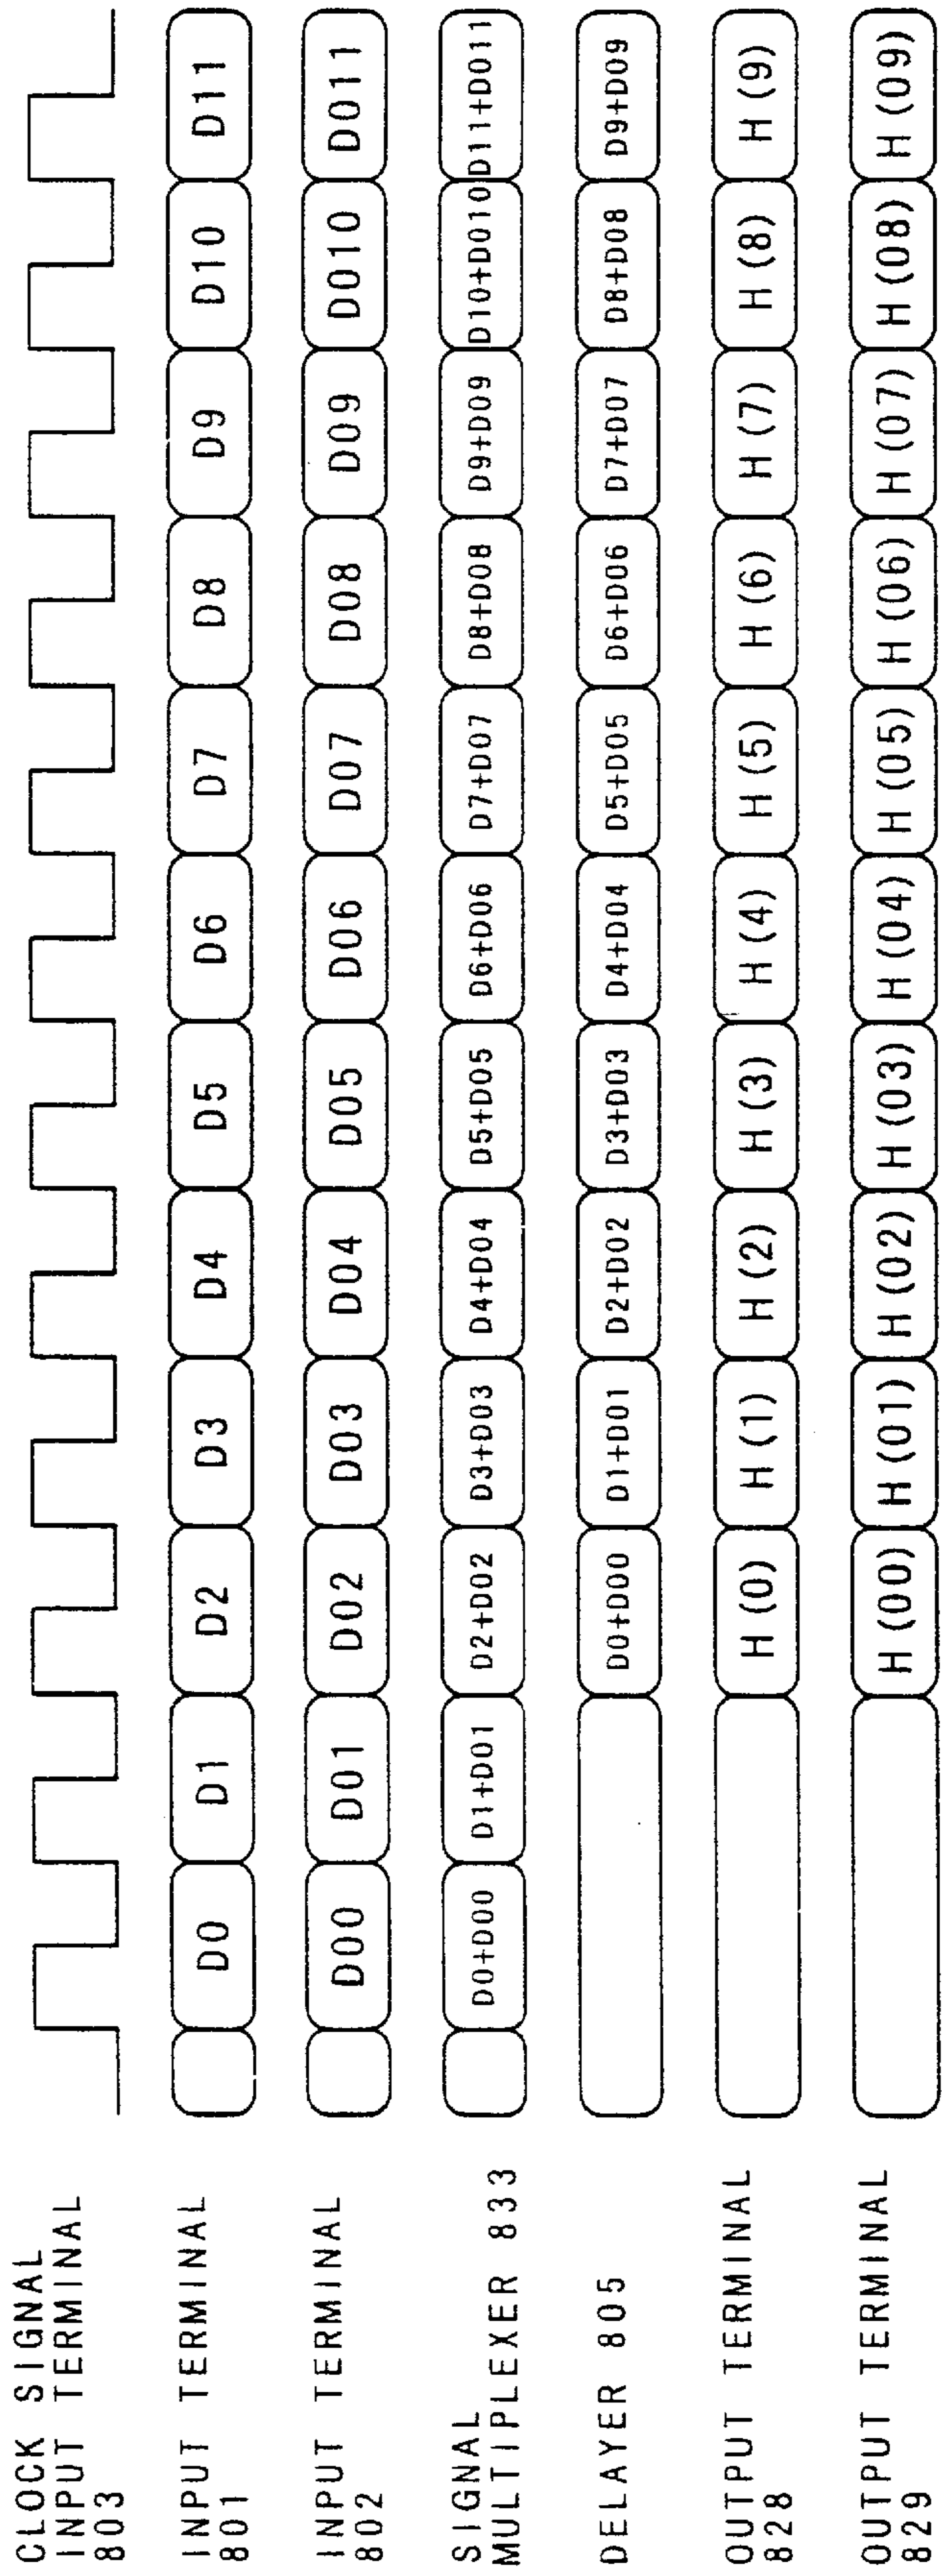 CLOCK SIGNAL
INPUT TERMINAL
803
INPUT TERMINAL
801
D0 D1 D2 D3 D4 D5 D6 D7 D8 D9 D10 D11
INPUT TERMINAL
802
D00 D01 D02 D03 D04 D05 D06 D07 D08 D09 D010 D011
SIGNAL
MULTIPLEXER 833
D0+D00 D1+D01 D2+D02 D3+D03 D4+D04 D5+D05 D6+D06 D7+D07 D8+D08 D9+D09 D10+D010 D11+D011
DELAYER 805
D0+D00 D1+D01 D2+D02 D3+D03 D4+D04 D5+D05 D6+D06 D7+D07 D8+D08 D9+D09
OUTPUT TERMINAL
828
H (0) H (1) H (2) H (3) H (4) H (5) H (6) H (7) H (8) H (9)
OUTPUT TERMINAL
829
H (00) H (01) H (02) H (03) H (04) H (05) H (06) H (07) H (08) H (09)